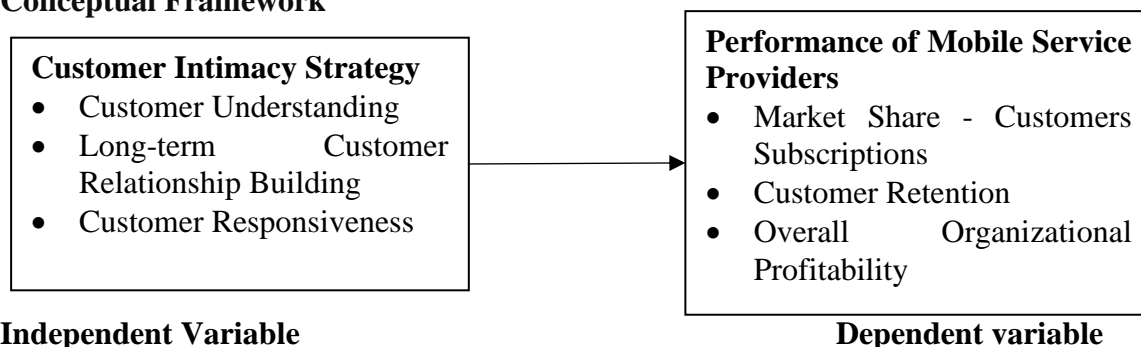 Conceptual Framework
Customer Intimacy Strategy
• Customer Understanding
• Long-term Customer
Relationship Building
• Customer Responsiveness
Performance of Mobile Service
Providers
• Market Share - Customers
Subscriptions
• Customer Retention
• Overall Organizational
Profitability
Independent Variable
Dependent variable